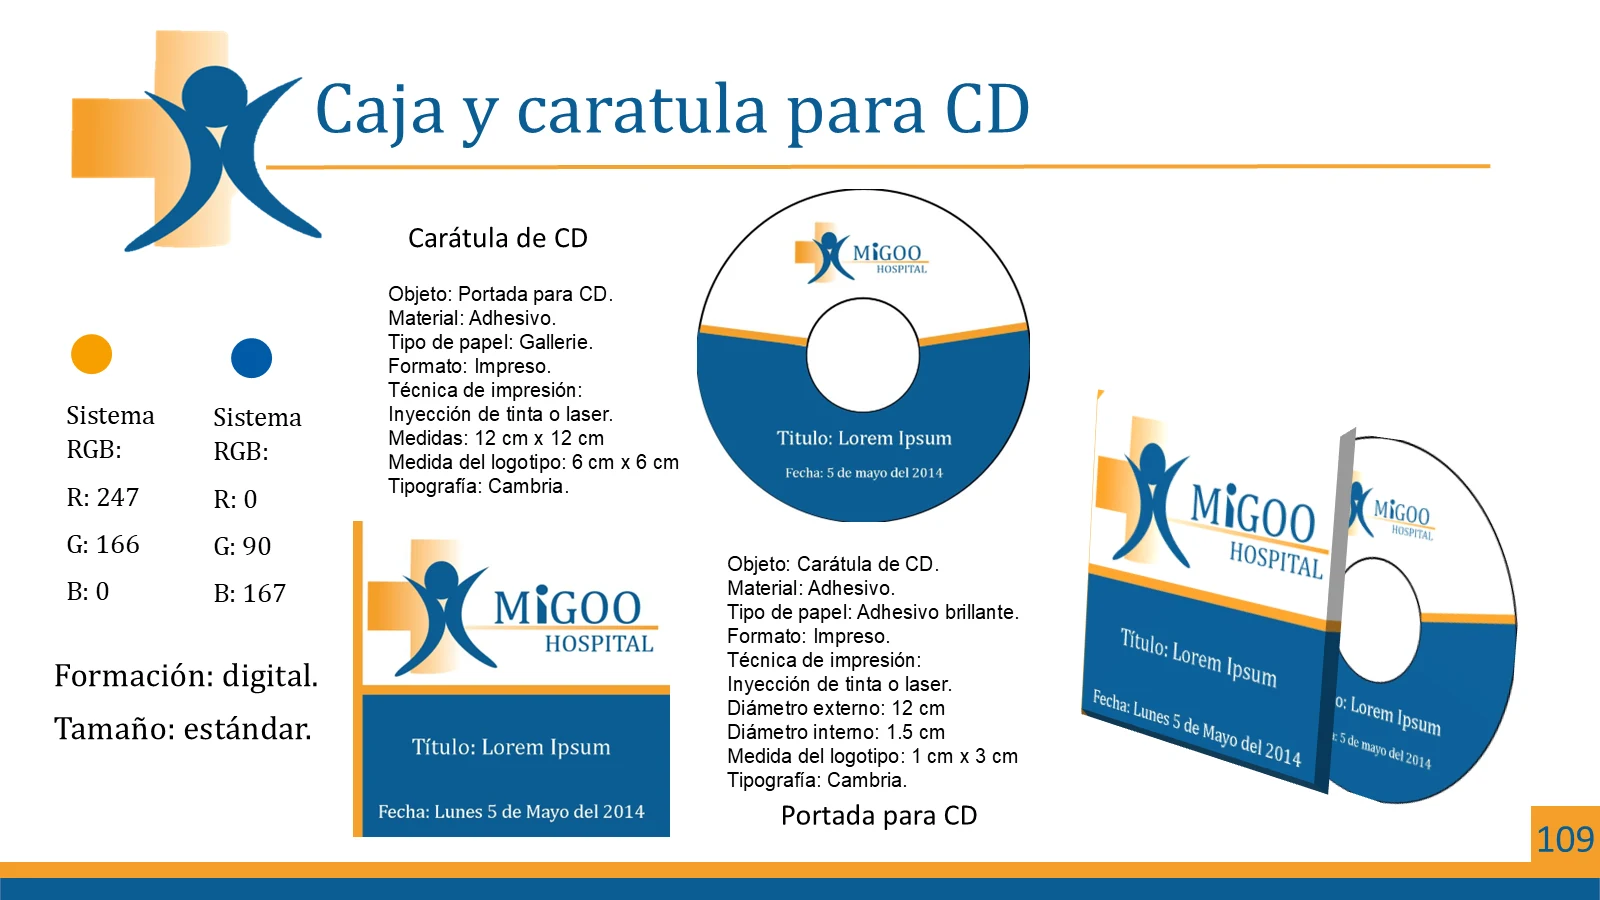 Caja y caratula para CD
Carátula de CD
Objeto: Portada para CD.
Material: Adhesivo.
Tipo de papel: Gallerie.
Formato: Impreso.
Técnica de impresión:
Inyección de tinta o laser.
Medidas: 12 cm x 12 cm
Medida del logotipo: 6 cm x 6 cm
Tipografía: Cambria.
Sistema
RGB:
R: 247
G: 166
B: 0
Sistema
RGB:
R: 0
G: 90
B: 167
Formación: digital.
Tamaño: estándar.
MiGOO
HOSPITAL
Título: Lorem Ipsum
Fecha: Lunes 5 de Mayo del 2014
MiGOO
HOSPITAL
Titulo: Lorem Ipsum
Fecha: 5 de mayo del 2014
Objeto: Carátula de CD.
Material: Adhesivo.
Tipo de papel: Adhesivo brillante.
Formato: Impreso.
Técnica de impresión:
Inyección de tinta o laser.
Diámetro externo: 12 cm
Diámetro interno: 1.5 cm
Medida del logotipo: 1 cm x 3 cm
Tipografía: Cambria.
Portada para CD
MiGOO
HOSPITAL
Título: Lorem Ipsum
Fecha: Lunes 5 de Mayo del 2014
MiGOO
HOSPITAL
o: Lorem Ipsum
a: 5 de mayo del 2014
109